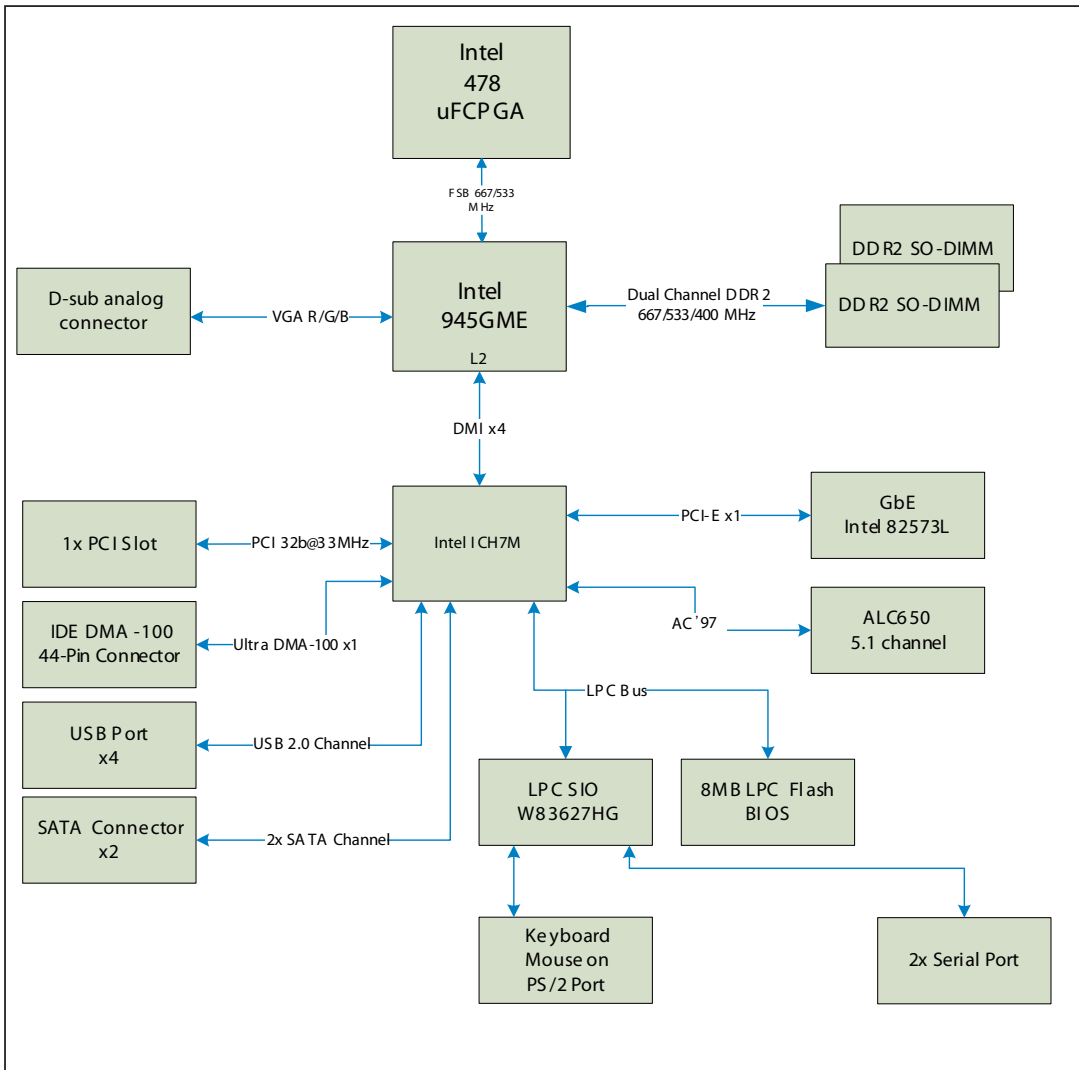 Intel
478
uFCPGA
FSB 667/533
MHz
D-sub analog
connector
VGA R/G/B
Intel
945GME
L2
Dual Channel DDR2
667/533/400 MHz
DDR2 SO-DIMM
DDR2 SO-DIMM
DMI x4
1x PCI Slot
PCI 32b@33MHz
Intel ICH7M
PCI-E x1
GbE
Intel 82573L
IDE DMA -100
44-Pin Connector
Ultra DMA-100 x1
AC'97
ALC650
5.1 channel
LPC Bus
USB Port
x4
USB 2.0 Channel
SATA Connector
x2
2x SATA Channel
LPC SIO
W83627HG
8MB LPC Flash
BIOS
Keyboard
Mouse on
PS/2 Port
2x Serial Port